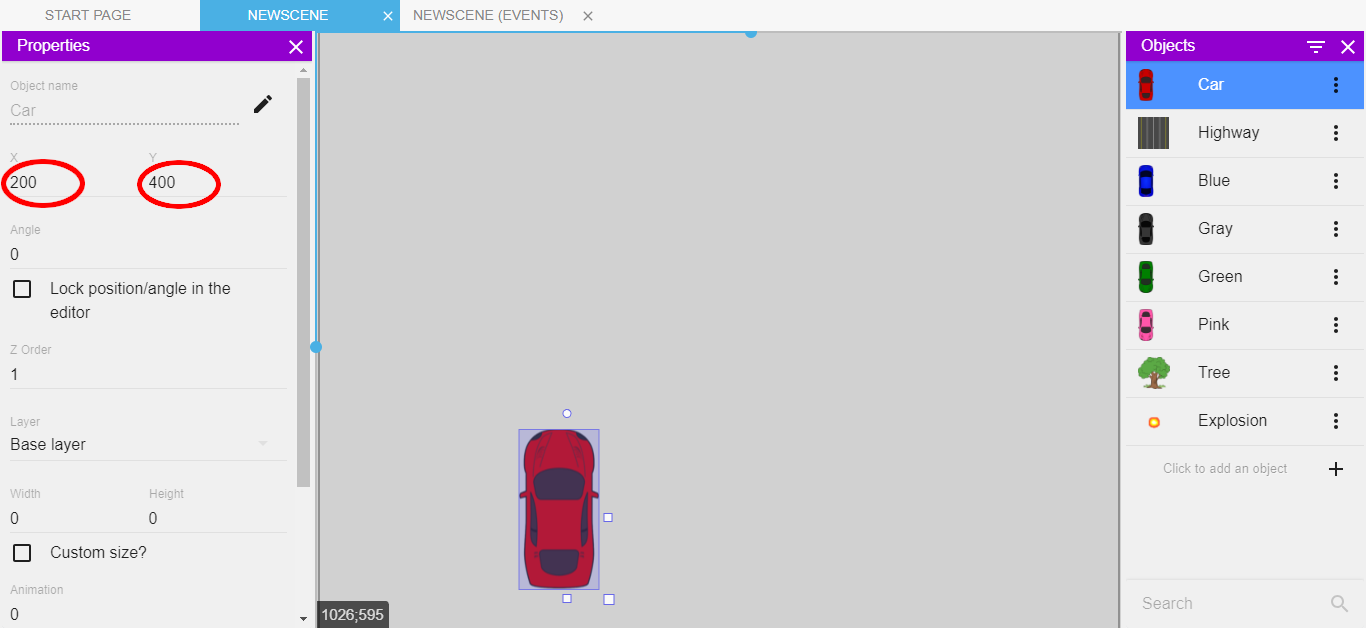 START PAGE
NEWSCENE
NEWSCENE (EVENTS)
Properties
Object name
Car
X
Y
200
400
Angle
0
Lock position/angle in the
editor
Z Order
1
Layer
Base layer
Width
Height
0
0
Custom size?
Animation
0
1026;595
Objects
Car
Highway
Blue
Gray
Green
Pink
Tree
Explosion
Click to add an object
Search